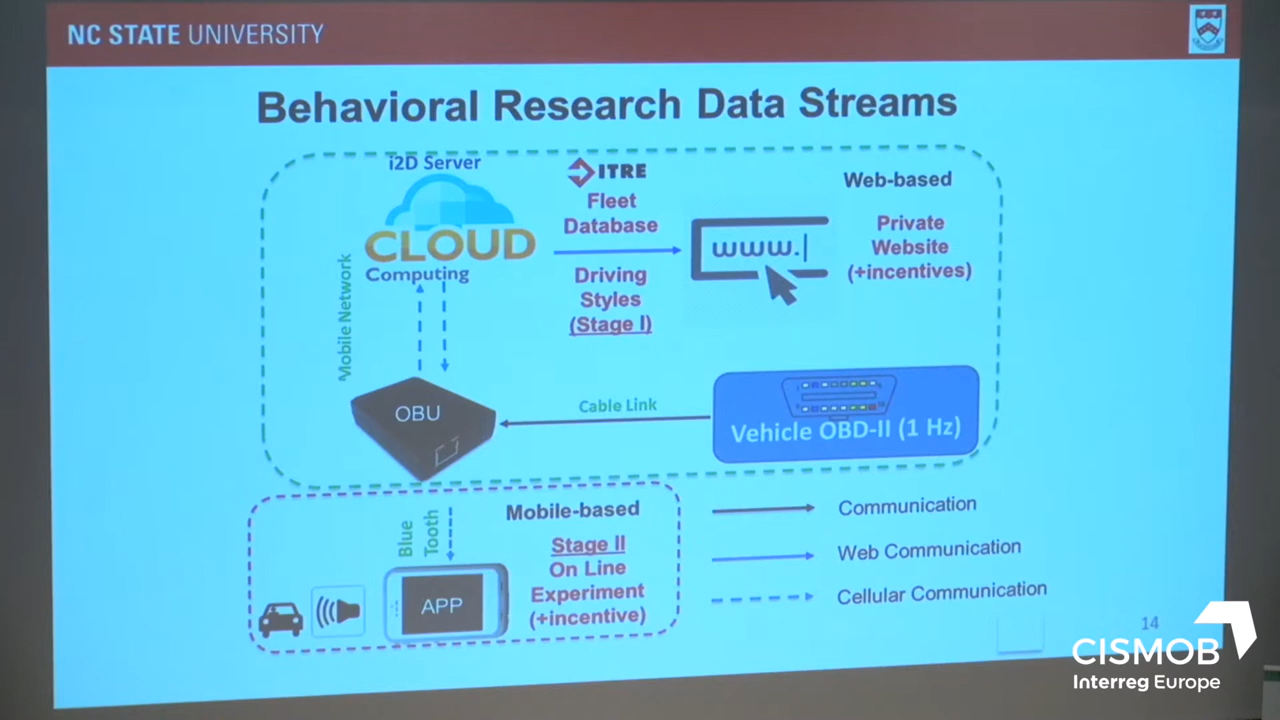 NC STATE UNIVERSITY
Behavioral Research Data Streams
i2D Server
CLOUD
Computing
ITRE
Fleet
Database
Driving
Styles
(Stage I)
www.
Web-based
Private
Website
(+incentives)
Mobile Network
OBU
Cable Link
Vehicle OBD-II (1 Hz)
Blue
Tooth
APP
Mobile-based
Stage II
On Line
Experiment
(+incentive)
Communication
Web Communication
Cellular Communication
14
CISMOB
Interreg Europe